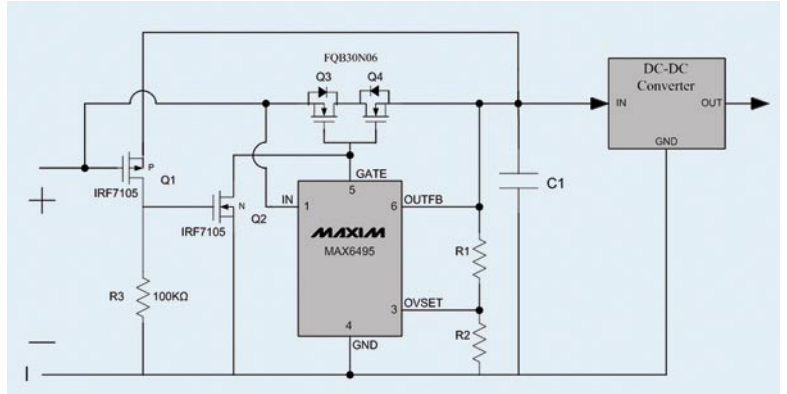 FQB30N06
Q3
Q4
DC-DC
Converter
IN
OUT
GND
P
Q1
IRF7105
GATE
5
C1
+
IN
1
6
OUTFB
N
Q2
IRF7105
MAXIM
MAX6495
R1
R3
100KΩ
3
OVSET
R2
4
GND
—
I